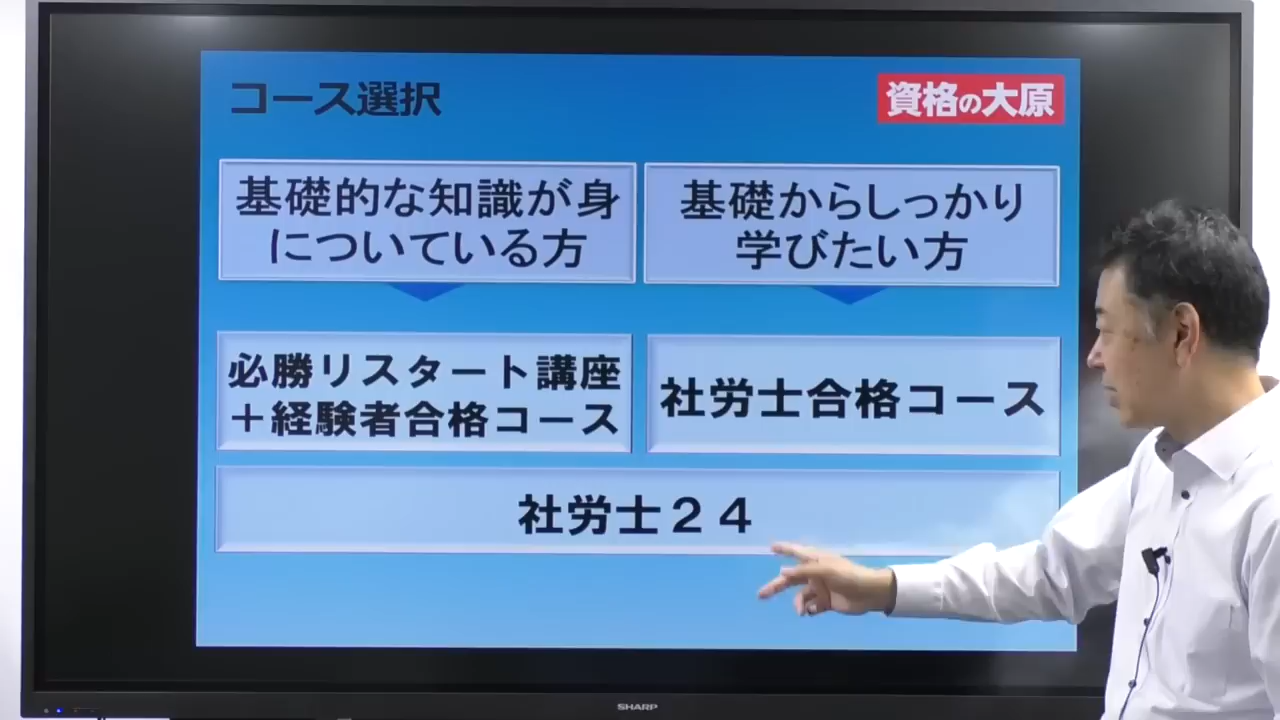 コース選択
資格の大原
基礎的な知識が身
についている方
基礎からしっかり
学びたい方
必勝リスタート講座
＋経験者合格コース
社労士合格コース
社労士２４
SHARP